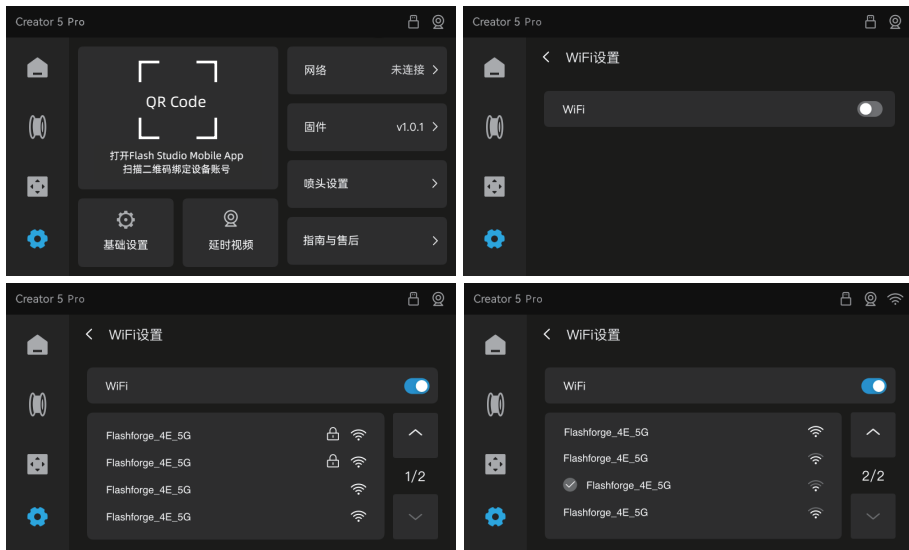 Creator 5 Pro
QR Code
打开Flash Studio Mobile App
扫描二维码绑定设备账号
基础设置
延时视频
网络 未连接
固件 v1.0.1
喷头设置
指南与售后
Creator 5 Pro
WiFi设置
WiFi
Creator 5 Pro
WiFi设置
WiFi
Flashforge_4E_5G
Flashforge_4E_5G
Flashforge_4E_5G
Flashforge_4E_5G
1/2
Creator 5 Pro
WiFi设置
WiFi
Flashforge_4E_5G
Flashforge_4E_5G
Flashforge_4E_5G
Flashforge_4E_5G
2/2